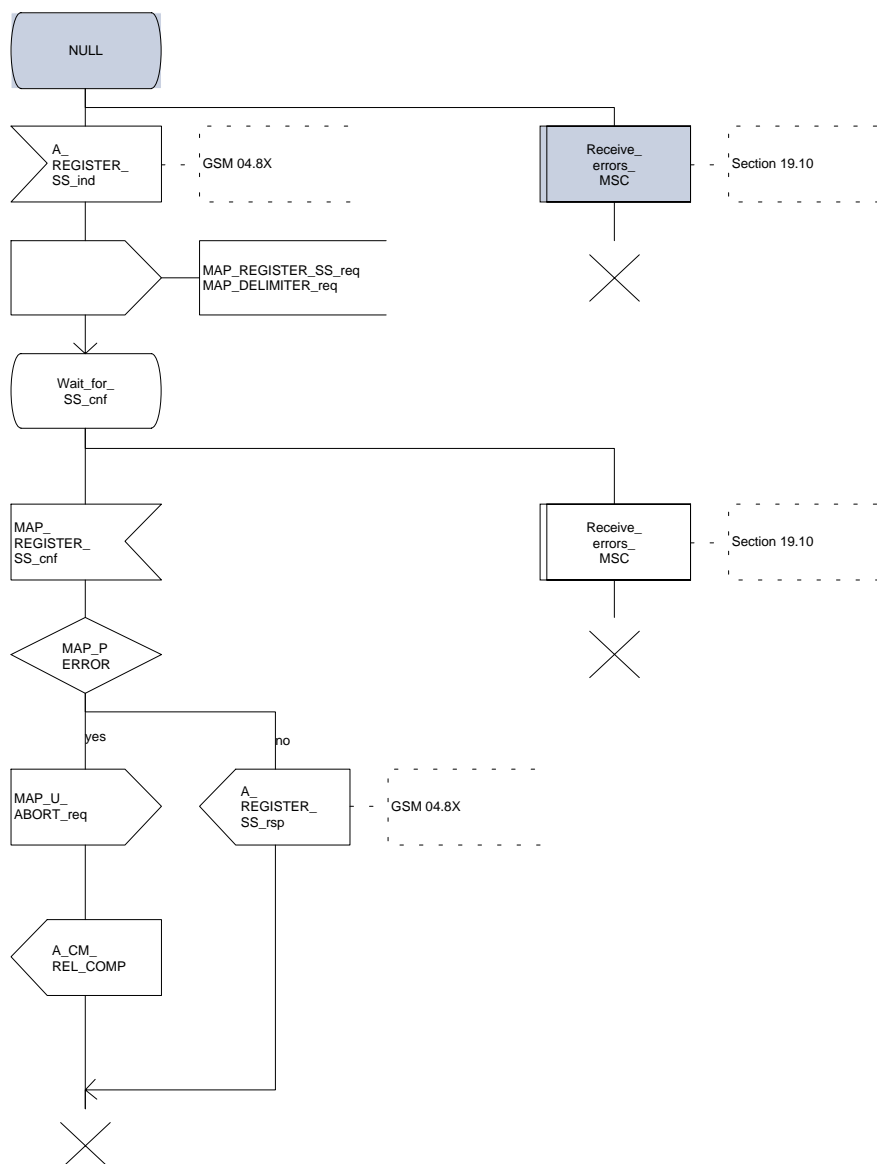 NULL
A_
REGISTER_
SS_ind
GSM 04.8X
Receive_
errors_
MSC
Section 19.10
MAP_REGISTER_SS_req
MAP_DELIMITER_req
Wait_for_
SS_cnf
MAP_
REGISTER_
SS_cnf
Receive_
errors_
MSC
Section 19.10
MAP_P
ERROR
yes
no
MAP_U_
ABORT_req
A_
REGISTER_
SS_rsp
GSM 04.8X
A_CM_
REL_COMP